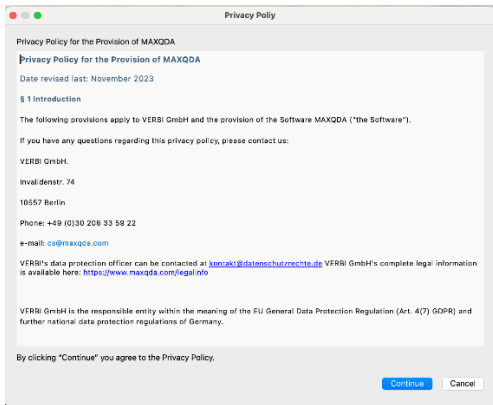 Privacy Poliy
Privacy Policy for the Provision of MAXQDA
Privacy Policy for the Provision of MAXQDA
Date revised last: November 2023
§ 1 Introduction
The following provisions apply to VERBI GmbH and the provision of the Software MAXQDA ("the Software").
If you have any questions regarding this privacy policy, please contact us:
VERBI GmbH.
Invalidenstr. 74
10557 Berlin
Phone: +49 (0)30 206 33 59 22
e-mail: cs@maxqda.com
VERBI's data protection officer can be contacted at kontakt@datenschutzrechte.de VERBI GmbH's complete legal information
is available here: https://www.maxqda.com/legalinfo
VERBI GmbH is the responsible entity within the meaning of the EU General Data Protection Regulation (Art. 4(7) GDPR) and
further national data protection regulations of Germany.
By clicking "Continue" you agree to the Privacy Policy.
Continue Cancel